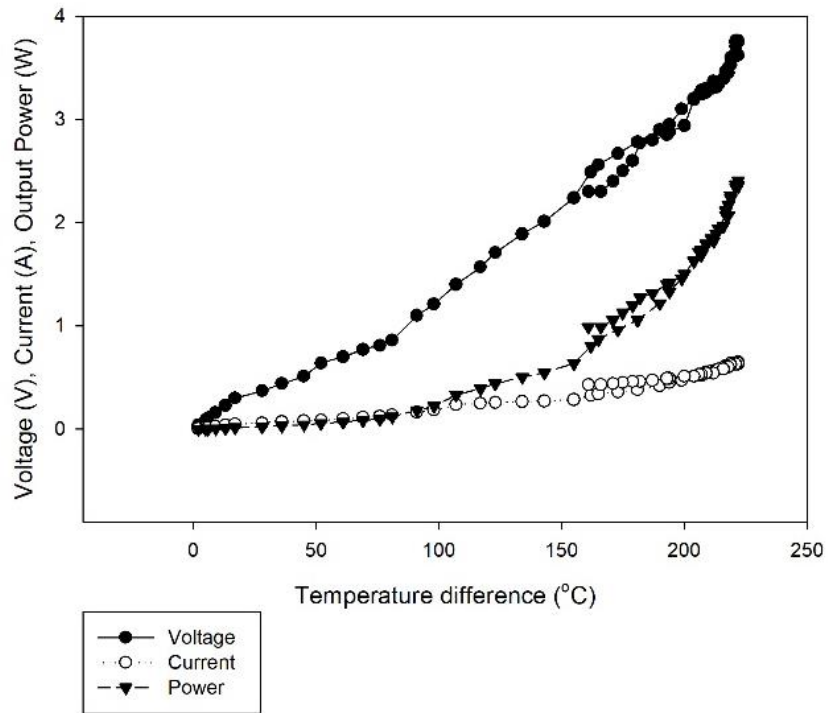 Voltage (V), Current (A), Output Power (W)
4
3
2
1
0
0 50 100 150 200 250
Temperature difference (°C)
Voltage
Current
Power